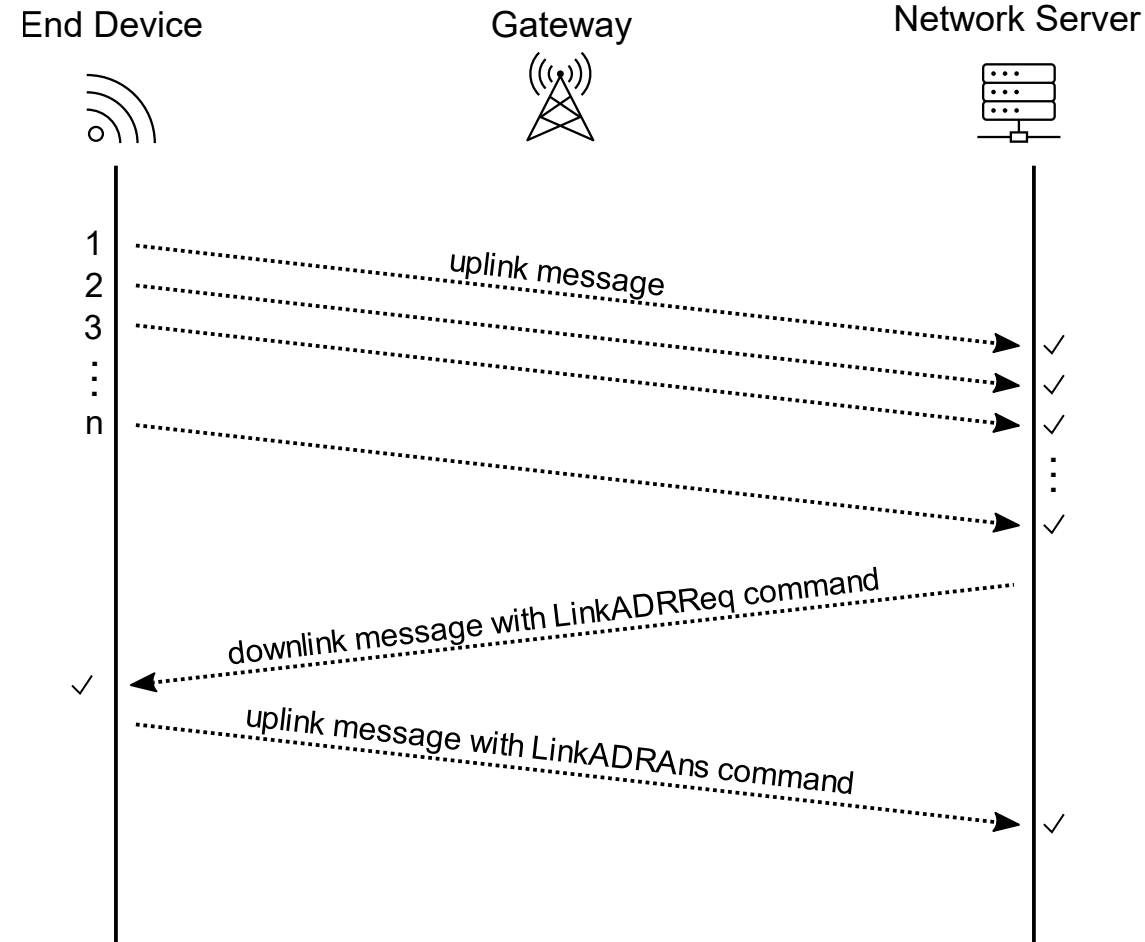 End Device
Gateway
Network Server
1
uplink message
2
3
⋮
n
⋮
downlink message with LinkADRReq command
uplink message with LinkADRAns command